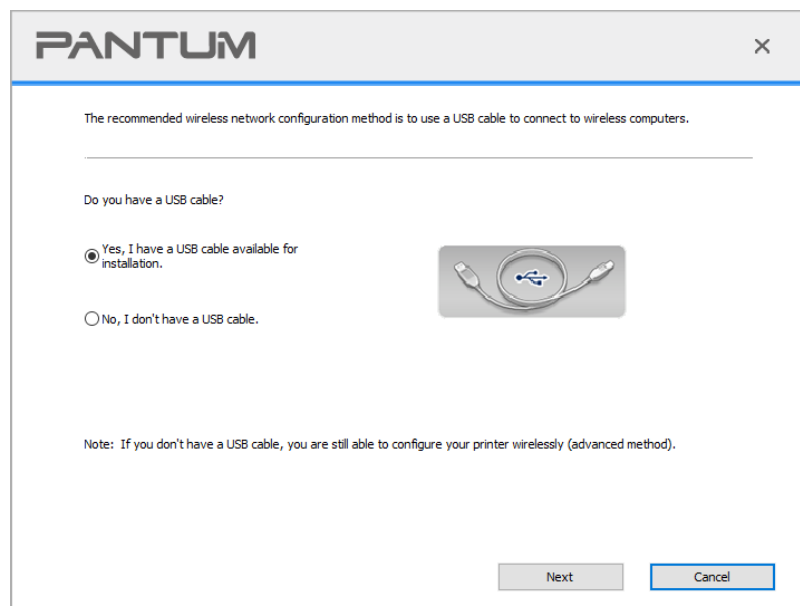 PANTUM
The recommended wireless network configuration method is to use a USB cable to connect to wireless computers.
Do you have a USB cable?
Yes, I have a USB cable available for
installation.
No, I don't have a USB cable.
Note:  If you don't have a USB cable, you are still able to configure your printer wirelessly (advanced method).
Next
Cancel